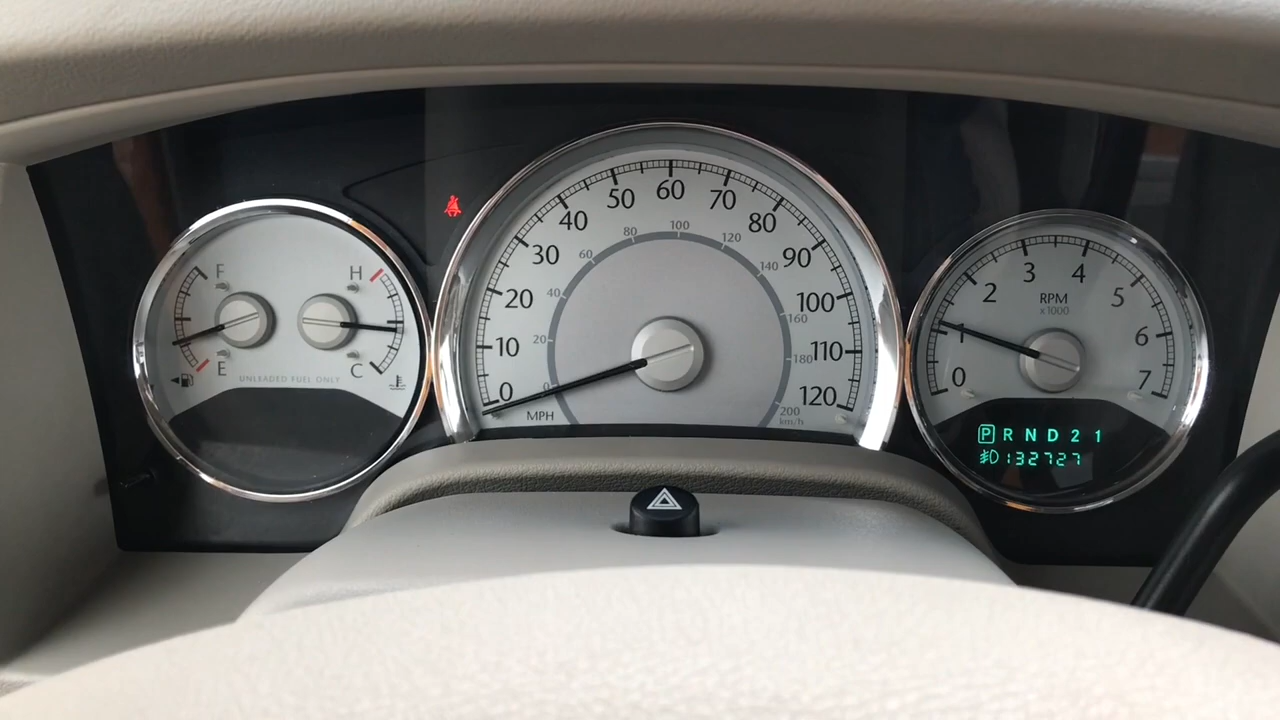 F
E
UNLEADED FUEL ONLY
H
C
0 10 20 30 40 50 60 70 80 90 100 110 120
MPH
0 20 40 60 80 100 120 140 160 180 200
km/h
0 1 2 3 4 5 6 7
RPM
x1000
P R N D 2 1
132727